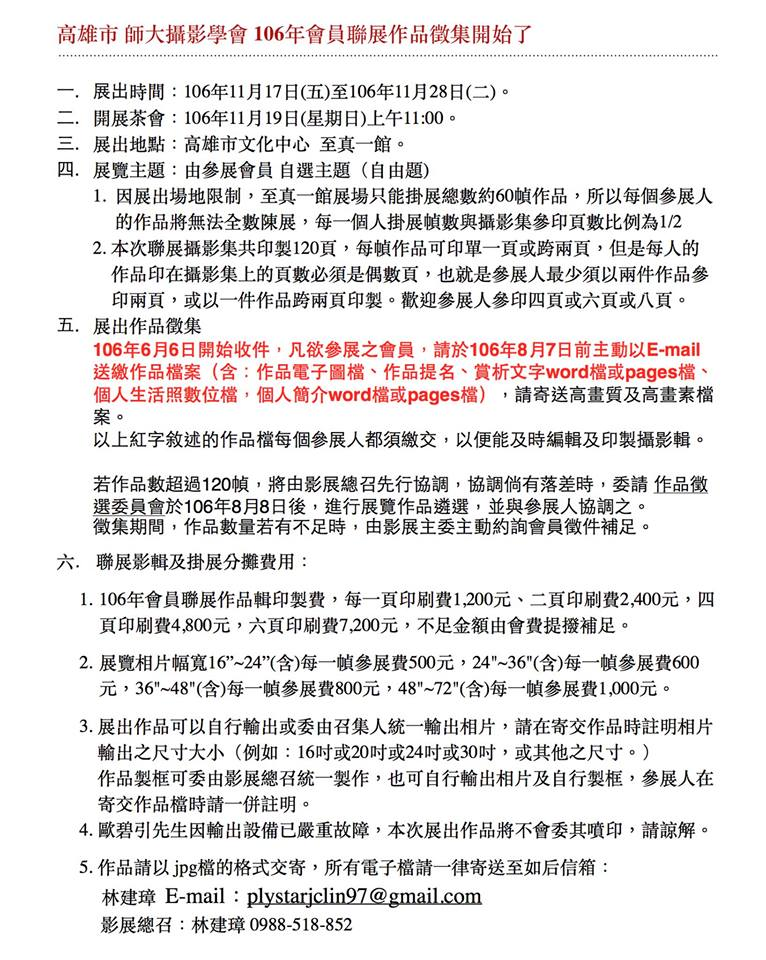 高雄市 師大攝影學會 106年會員聯展作品徵集開始了
一． 展出時間：106年11月17日(五)至106年11月28日(二)。
二． 開展茶會：106年11月19日(星期日)上午11:00。
三． 展出地點：高雄市文化中心 至真一館。
四． 展覽主題：由參展會員 自選主題（自由題）
1. 因展出場地限制，至真一館展場只能掛展總數約60幀作品，所以每個參展人
的作品將無法全數陳展，每一個人掛展幀數與攝影集參印頁數比例為1/2
2. 本次聯展攝影集共印製120頁，每幀作品可印單一頁或跨兩頁，但是每人的
作品印在攝影集上的頁數必須是偶數頁，也就是參展人最少須以兩件作品參
印兩頁，或以一件作品跨兩頁印製。歡迎參展人參印四頁或六頁或八頁。
五． 展出作品徵集
106年6月6日開始收件，凡欲參展之會員，請於106年8月7日前主動以E-mail
送繳作品檔案（含：作品電子圖檔、作品提名、賞析文字word檔或pages檔、
個人生活照數位檔，個人簡介word檔或pages檔），請寄送高畫質及高畫素檔
案。
以上紅字敘述的作品檔每個參展人都須繳交，以便能及時編輯及印製攝影輯。
若作品數超過120幀，將由影展總召先行協調，協調倘有落差時，委請 作品徵
選委員會於106年8月8日後，進行展覽作品遴選，並與參展人協調之。
徵集期間，作品數量若有不足時，由影展主委主動約詢會員徵件補足。
六． 聯展影輯及掛展分攤費用：
1. 106年會員聯展作品輯印製費，每一頁印刷費1,200元、二頁印刷費2,400元，四
頁印刷費4,800元，六頁印刷費7,200元，不足金額由會費提撥補足。
2. 展覽相片幅寬16”~24”(含)每一幀參展費500元，24"~36"(含)每一幀參展費600
元，36"~48"(含)每一幀參展費800元，48"~72"(含)每一幀參展費1,000元。
3. 展出作品可以自行輸出或委由召集人統一輸出相片，請在寄交作品時註明相片
輸出之尺寸大小（例如：16吋或20吋或24吋或30吋，或其他之尺寸。）
作品製框可委由影展總召統一製作，也可自行輸出相片及自行製框，參展人在
寄交作品檔時請一併註明。
4. 歐碧引先生因輸出設備已嚴重故障，本次展出作品將不會委其噴印，請諒解。
5. 作品請以 jpg檔的格式交寄，所有電子檔請一律寄送至如后信箱：
林建璋 E-mail：plystarjclin97@gmail.com
影展總召：林建璋 0988-518-852